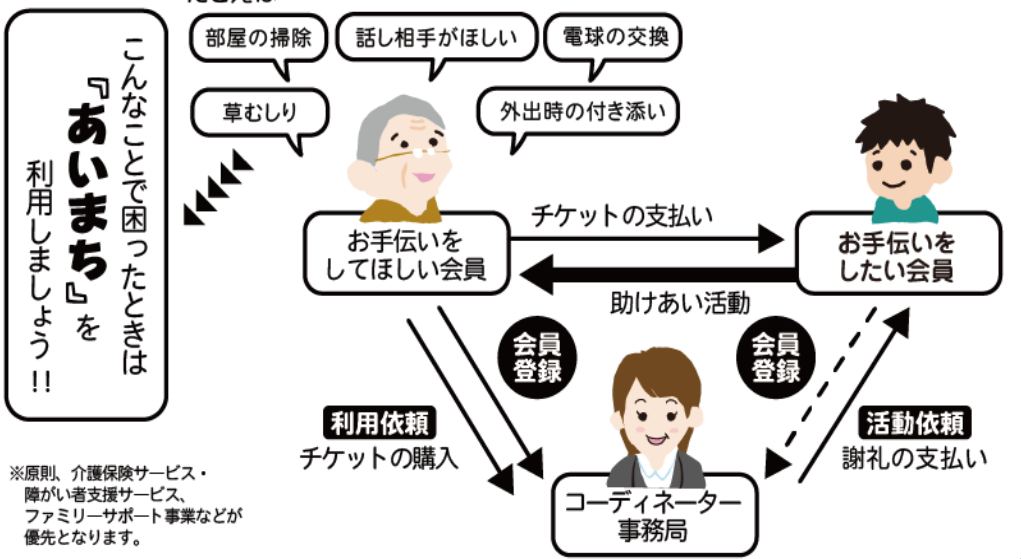 こんなことで困ったときは
『あいまち』を
利用しましょう!!
部屋の掃除
話し相手がほしい
電球の交換
草むしり
外出時の付き添い
お手伝いを
してほしい会員
チケットの支払い
助けあい活動
お手伝いを
したい会員
会員
登録
会員
登録
利用依頼
チケットの購入
活動依頼
謝礼の支払い
コーディネーター
事務局
※原則、介護保険サービス・
障がい者支援サービス、
ファミリーサポート事業などが
優先となります。